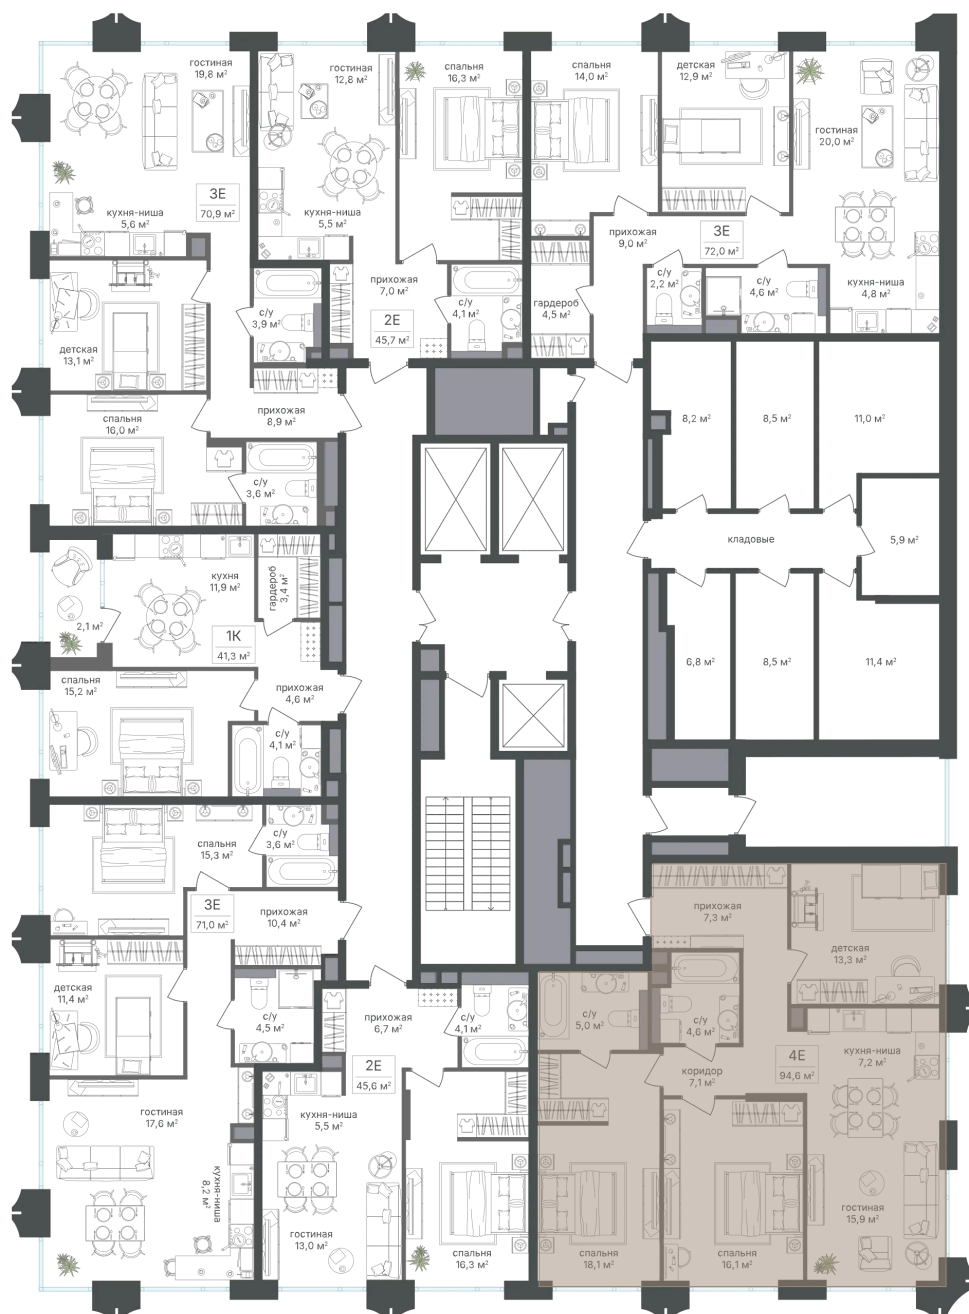 гостиная
19,8 м²
кухня-ниша
5,6 м²
3Е
70,9 м²
гостиная
12,8 м²
кухня-ниша
5,5 м²
спальня
16,3 м²
спальня
14,0 м²
детская
12,9 м²
гостиная
20,0 м²
прихожая
9,0 м²
3Е
72,0 м²
с/у
2,2 м²
с/у
4,6 м²
кухня-ниша
4,8 м²
гардероб
4,5 м²
прихожая
7,0 м²
2Е
45,7 м²
с/у
4,1 м²
с/у
3,9 м²
детская
13,1 м²
спальня
16,0 м²
прихожая
8,9 м²
с/у
3,6 м²
8,2 м²
8,5 м²
11,0 м²
кладовые
5,9 м²
6,8 м²
8,5 м²
11,4 м²
кухня
11,9 м²
гардероб
3,4 м²
2,1 м²
1К
41,3 м²
спальня
15,2 м²
прихожая
4,6 м²
с/у
4,1 м²
с/у
3,6 м²
спальня
15,3 м²
3Е
71,0 м²
прихожая
10,4 м²
детская
11,4 м²
с/у
4,5 м²
гостиная
17,6 м²
кухня-ниша
8,2 м²
прихожая
6,7 м²
с/у
4,1 м²
2Е
45,6 м²
кухня-ниша
5,5 м²
гостиная
13,0 м²
спальня
16,3 м²
прихожая
7,3 м²
детская
13,3 м²
с/у
5,0 м²
с/у
4,6 м²
коридор
7,1 м²
4Е
94,6 м²
кухня-ниша
7,2 м²
гостиная
15,9 м²
спальня
18,1 м²
спальня
16,1 м²